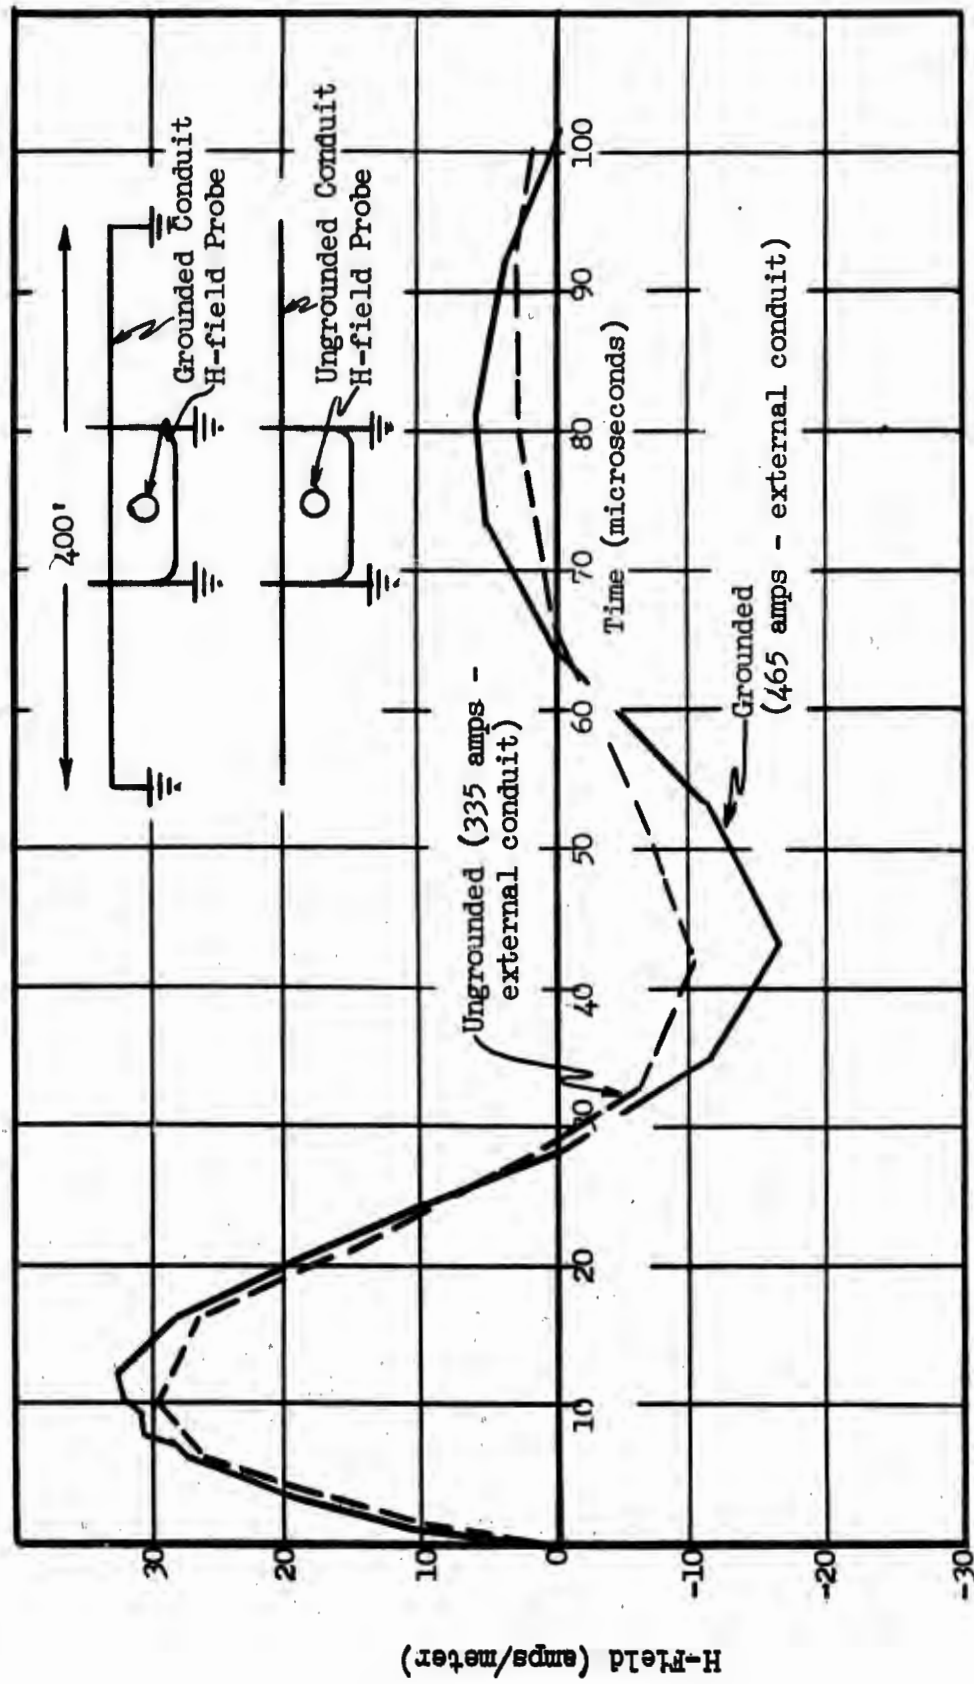 400'
Grounded Conduit
H-field Probe
Ungrounded Conduit
H-field Probe
H-Field (amps/meter)
30
20
10
0
-10
-20
-30
10
20
30
40
50
60
70
80
90
100
Time (microseconds)
Ungrounded (335 amps -
external conduit)
Grounded
(465 amps - external conduit)